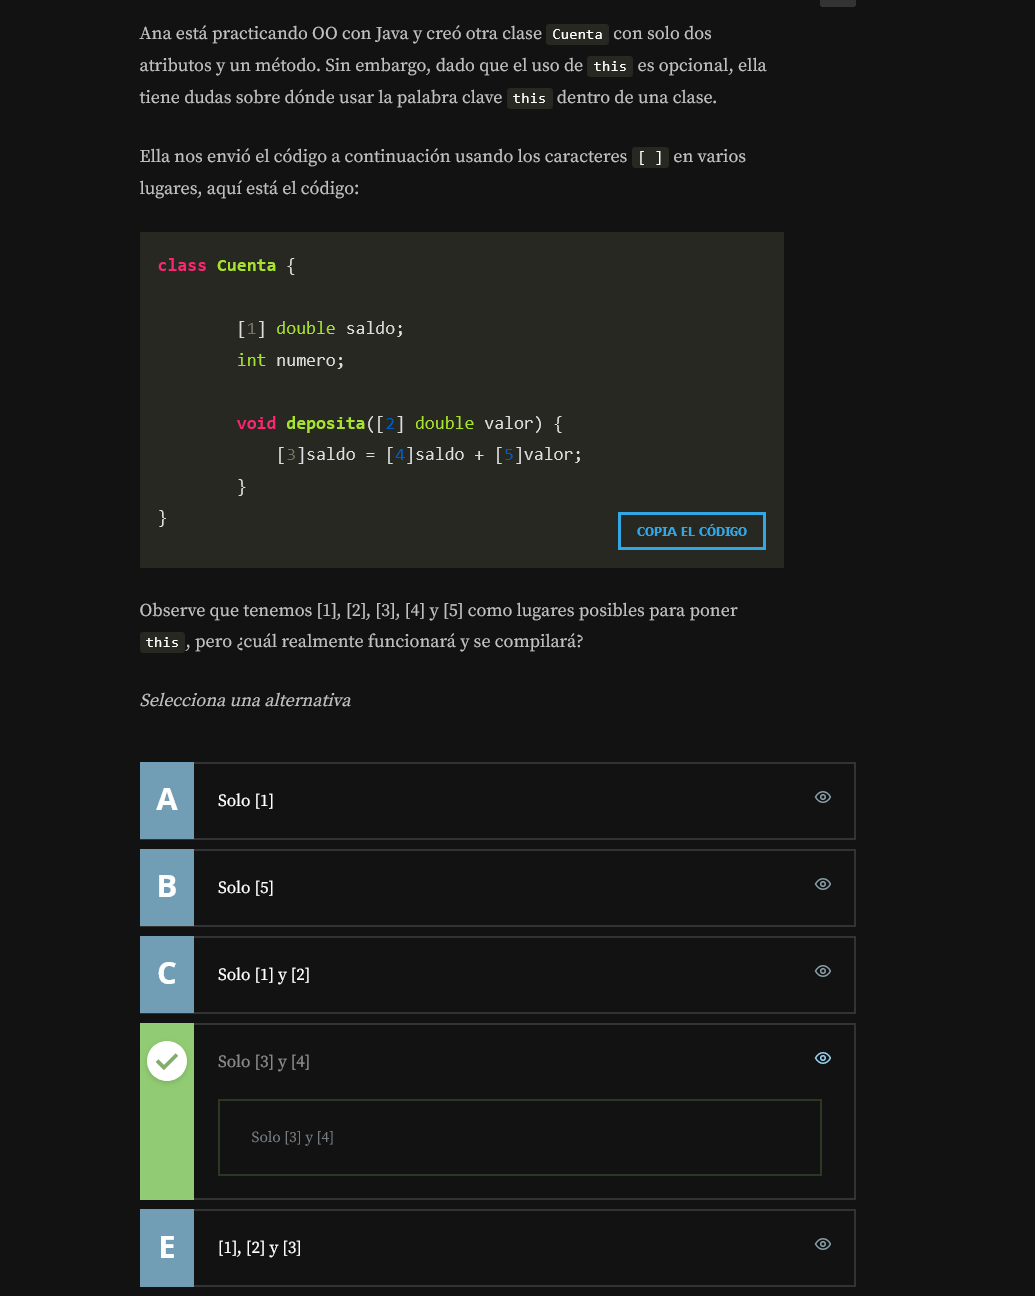 Ana está practicando OO con Java y creó otra clase Cuenta con solo dos
atributos y un método. Sin embargo, dado que el uso de this es opcional, ella
tiene dudas sobre dónde usar la palabra clave this dentro de una clase.
Ella nos envió el código a continuación usando los caracteres [ ] en varios
lugares, aquí está el código:
class Cuenta {
[1] double saldo;
int numero;
void deposita([2] double valor) {
[3]saldo = [4]saldo + [5]valor;
}
}
COPIA EL CÓDIGO
Observe que tenemos [1], [2], [3], [4] y [5] como lugares posibles para poner
this, pero ¿cuál realmente funcionará y se compilará?
Selecciona una alternativa
A Solo [1]
B Solo [5]
C Solo [1] y [2]
Solo [3] y [4]
Solo [3] y [4]
E [1], [2] y [3]